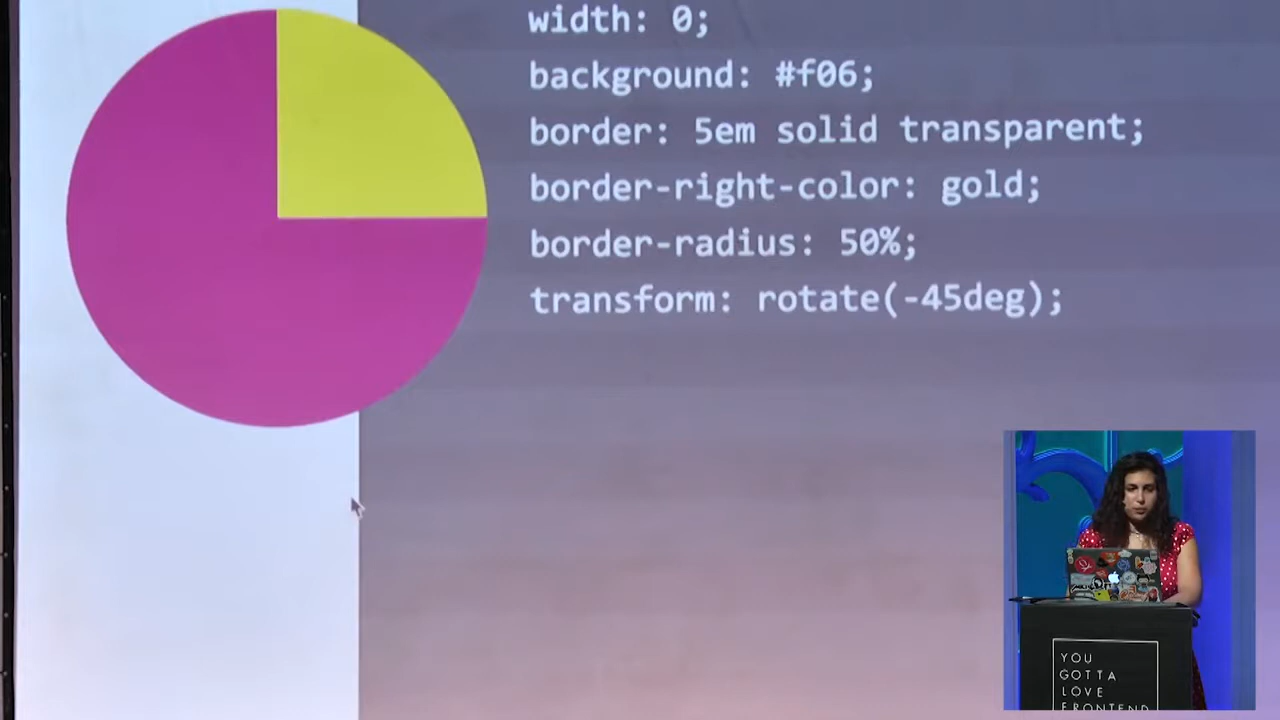 width: 0;
background: #f06;
border: 5em solid transparent;
border-right-color: gold;
border-radius: 50%;
transform: rotate(-45deg);
YOU
GOTTA
LOVE
FRONTEND